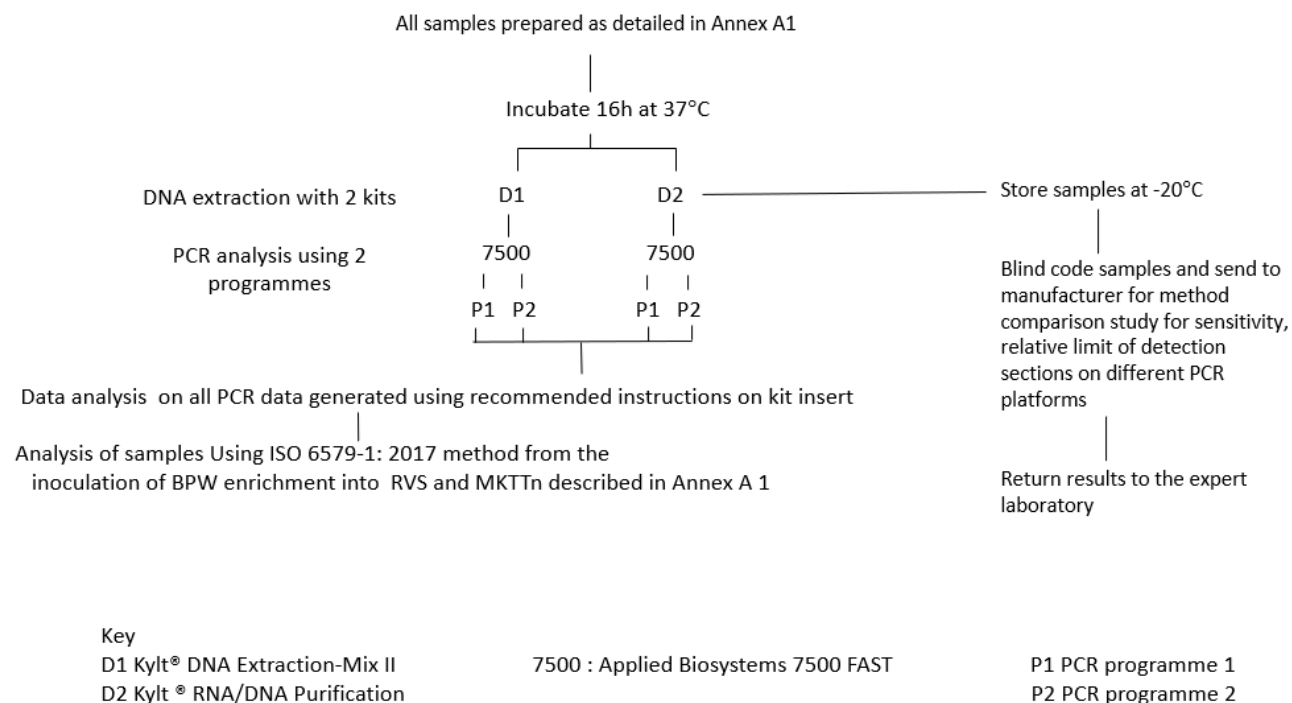 All samples prepared as detailed in Annex A1
Incubate 16h at 37°C
DNA extraction with 2 kits
D1
D2
Store samples at -20°C
PCR analysis using 2
programmes
7500
7500
P1 P2
P1 P2
Blind code samples and send to
manufacturer for method
comparison study for sensitivity,
relative limit of detection
sections on different PCR
platforms
Data analysis on all PCR data generated using recommended instructions on kit insert
Analysis of samples Using ISO 6579-1: 2017 method from the
inoculation of BPW enrichment into RVS and MKTTn described in Annex A 1
Return results to the expert
laboratory
Key
D1 Kylt® DNA Extraction-Mix II
7500 : Applied Biosystems 7500 FAST
P1 PCR programme 1
D2 Kylt ® RNA/DNA Purification
P2 PCR programme 2